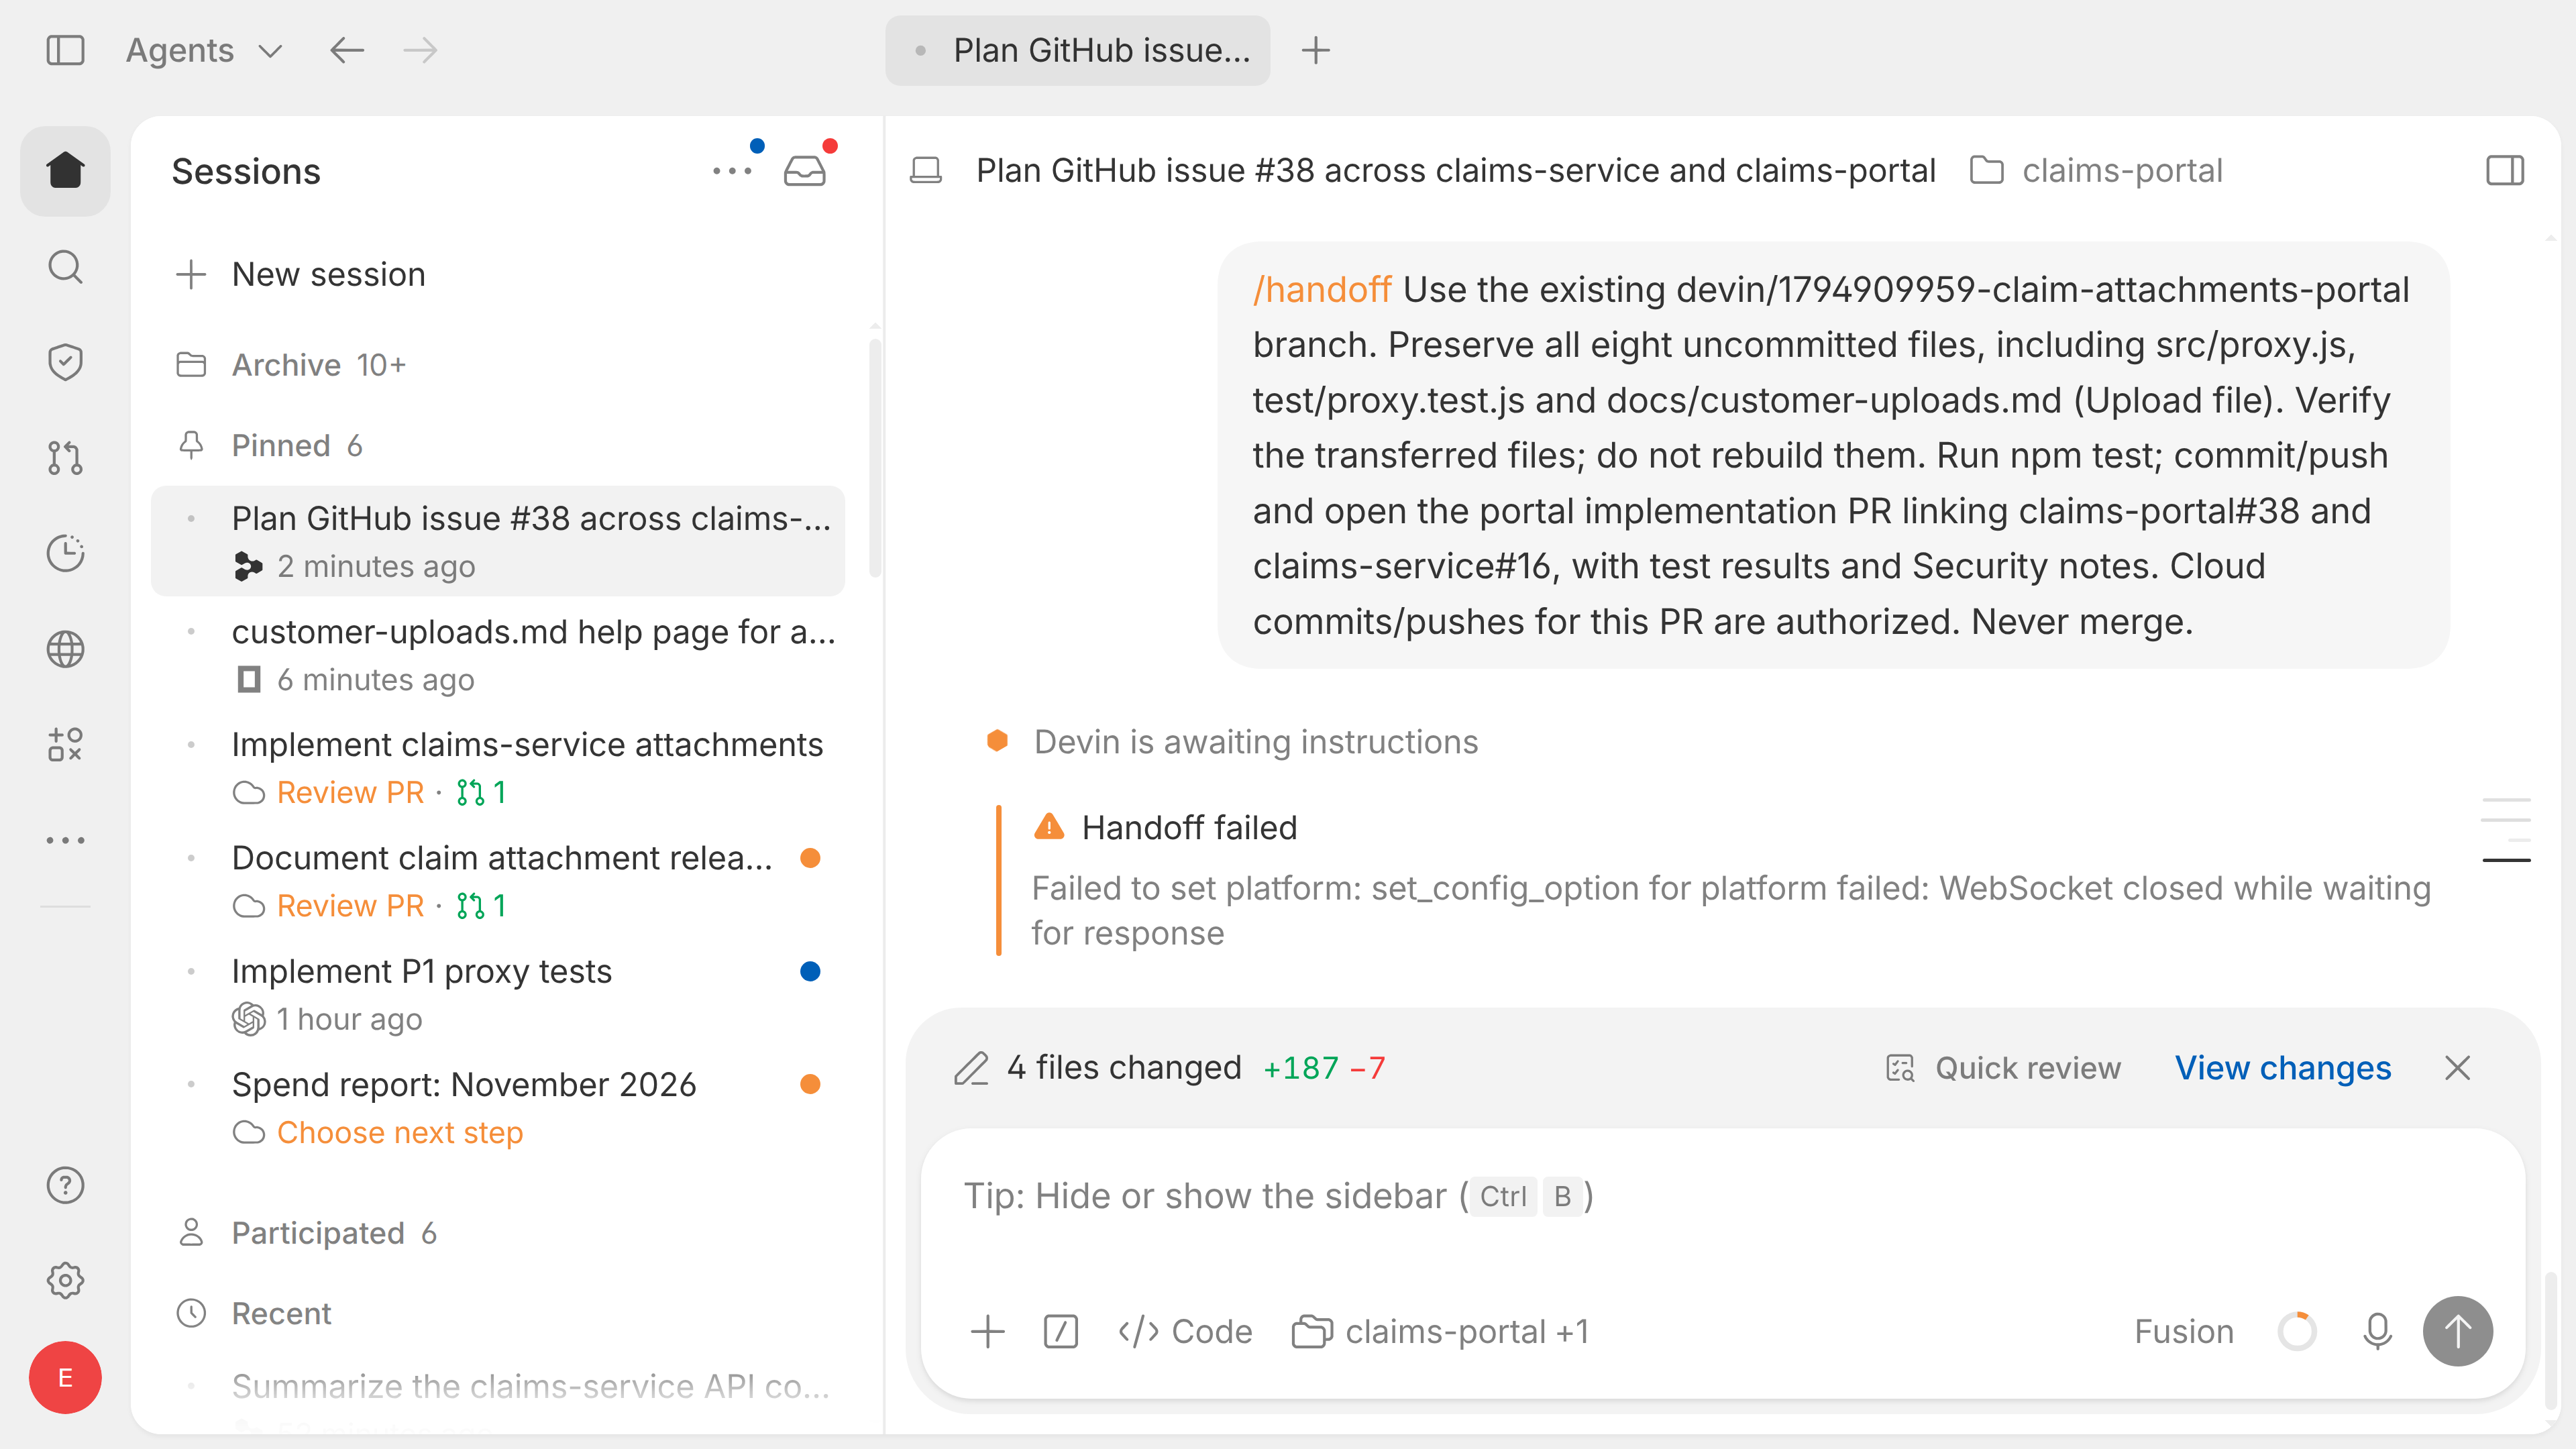 Agents
Plan GitHub issue...
Sessions
New session
Archive 10+
Pinned 6
Plan GitHub issue #38 across claims-...
2 minutes ago
customer-uploads.md help page for a...
6 minutes ago
Implement claims-service attachments
Review PR · 1
Document claim attachment relea...
Review PR · 1
Implement P1 proxy tests
1 hour ago
Spend report: November 2026
Choose next step
Participated 6
Recent
Summarize the claims-service API co...
E
Plan GitHub issue #38 across claims-service and claims-portal claims-portal
/handoff Use the existing devin/1794909959-claim-attachments-portal
branch. Preserve all eight uncommitted files, including src/proxy.js,
test/proxy.test.js and docs/customer-uploads.md (Upload file). Verify
the transferred files; do not rebuild them. Run npm test; commit/push
and open the portal implementation PR linking claims-portal#38 and
claims-service#16, with test results and Security notes. Cloud
commits/pushes for this PR are authorized. Never merge.
Devin is awaiting instructions
Handoff failed
Failed to set platform: set_config_option for platform failed: WebSocket closed while waiting
for response
4 files changed +187 −7 Quick review View changes
Tip: Hide or show the sidebar (Ctrl B)
Code claims-portal +1 Fusion